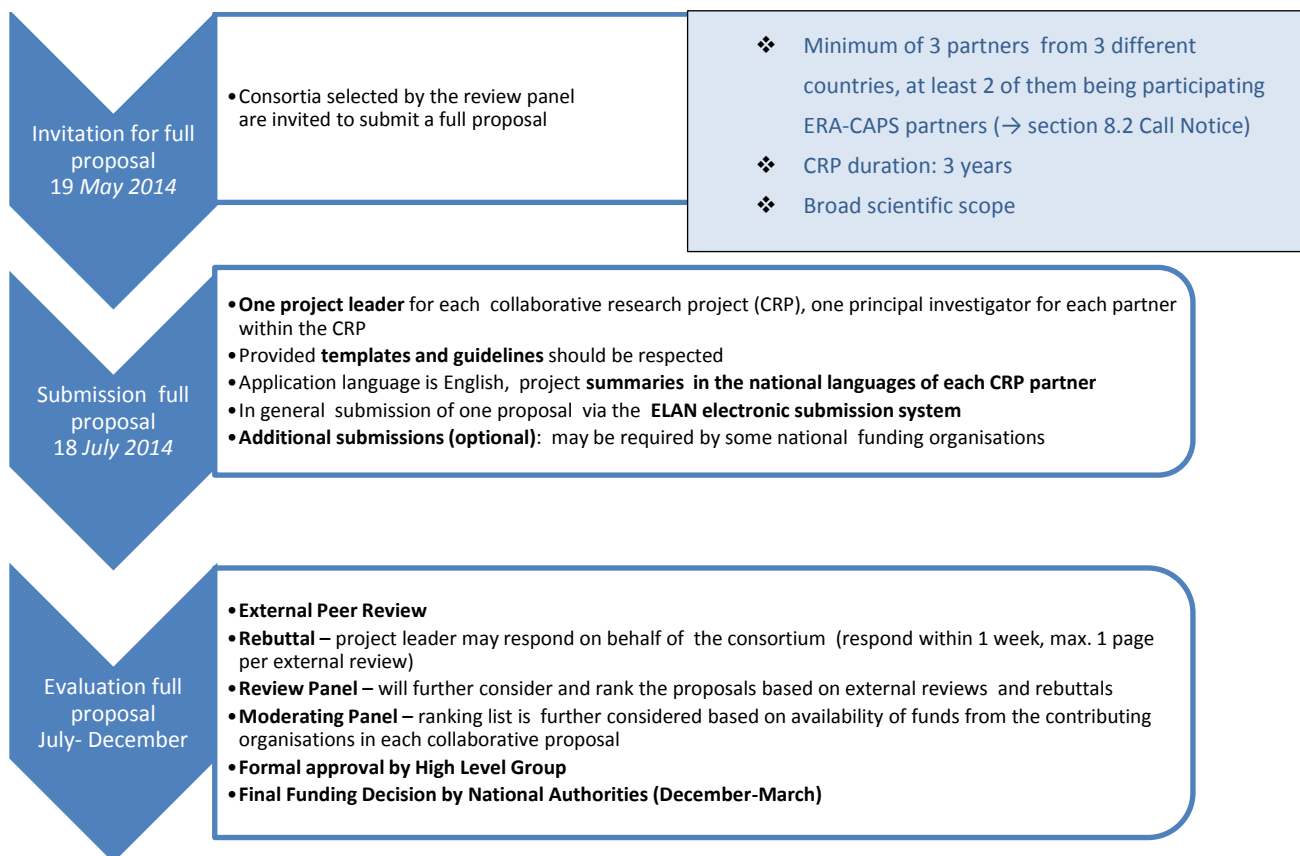 Invitation for full
proposal
19 May 2014
•Consortia selected by the review panel
are invited to submit a full proposal
❖ Minimum of 3 partners from 3 different
countries, at least 2 of them being participating
ERA-CAPS partners (→ section 8.2 Call Notice)
❖ CRP duration: 3 years
❖ Broad scientific scope
Submission full
proposal
18 July 2014
•One project leader for each collaborative research project (CRP), one principal investigator for each partner
within the CRP
•Provided templates and guidelines should be respected
•Application language is English, project summaries in the national languages of each CRP partner
•In general submission of one proposal via the ELAN electronic submission system
•Additional submissions (optional): may be required by some national funding organisations
Evaluation full
proposal
July- December
•External Peer Review
•Rebuttal – project leader may respond on behalf of the consortium (respond within 1 week, max. 1 page
per external review)
•Review Panel – will further consider and rank the proposals based on external reviews and rebuttals
•Moderating Panel – ranking list is further considered based on availability of funds from the contributing
organisations in each collaborative proposal
•Formal approval by High Level Group
•Final Funding Decision by National Authorities (December-March)